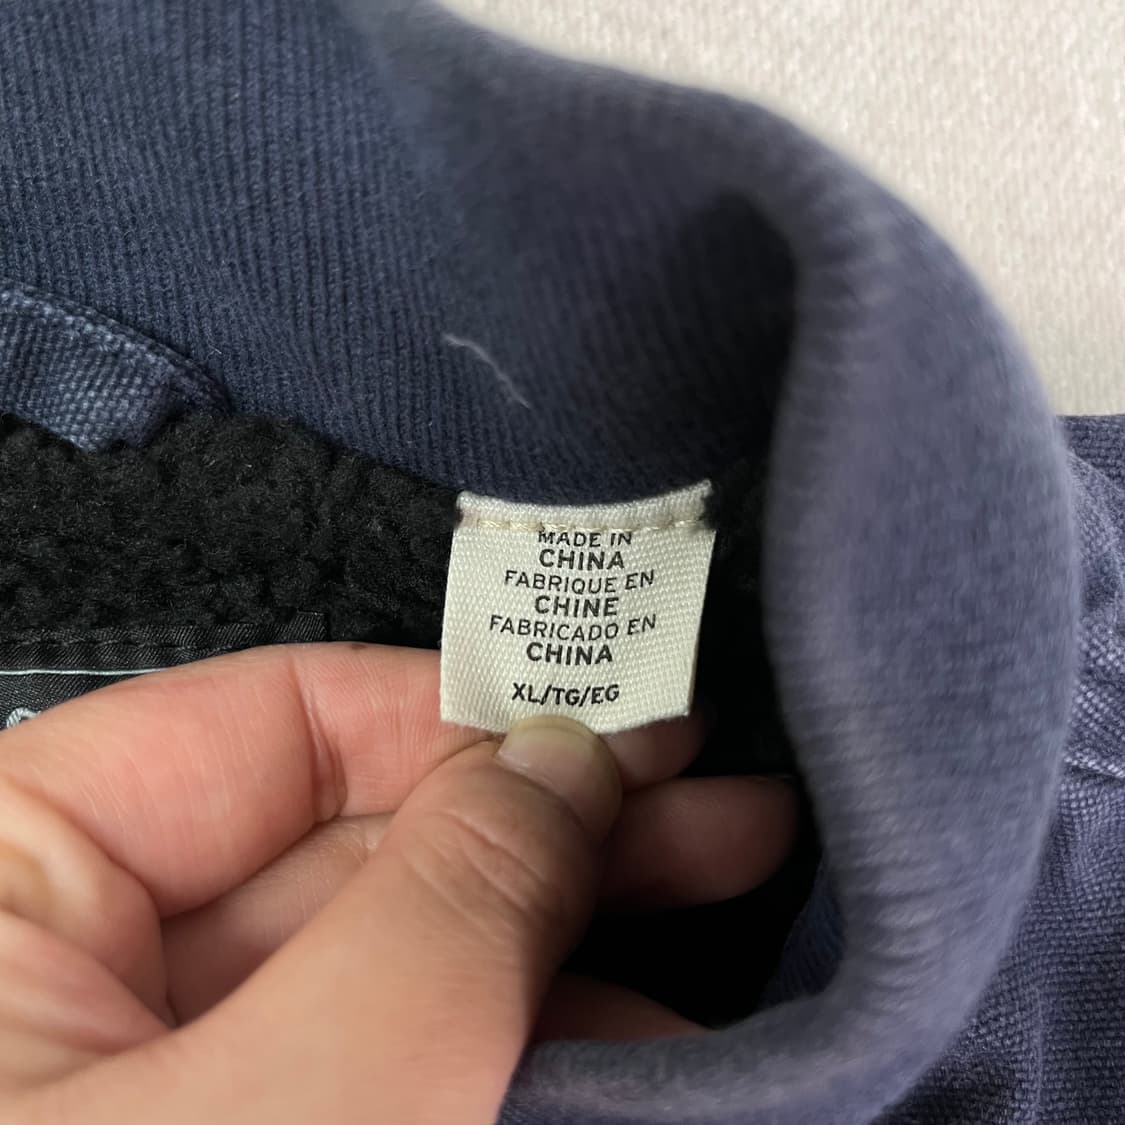 MADE IN
CHINA
FABRIQUE EN
CHINE
FABRICADO EN
CHINA
XL/TG/EG